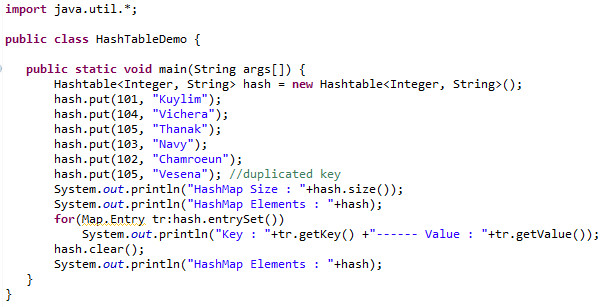 import java.util.*;
public class HashTableDemo {
public static void main(String args[]) {
Hashtable<Integer, String> hash = new Hashtable<Integer, String>();
hash.put(101, "Kuylim");
hash.put(104, "Vichera");
hash.put(105, "Thanak");
hash.put(103, "Navy");
hash.put(102, "Chamroeun");
hash.put(105, "Vesena"); //duplicated key
System.out.println("HashMap Size : "+hash.size());
System.out.println("HashMap Elements : "+hash);
for(Map.Entry tr:hash.entrySet())
System.out.println("Key : "+tr.getKey() +"------ Value : "+tr.getValue());
hash.clear();
System.out.println("HashMap Elements : "+hash);
}
}